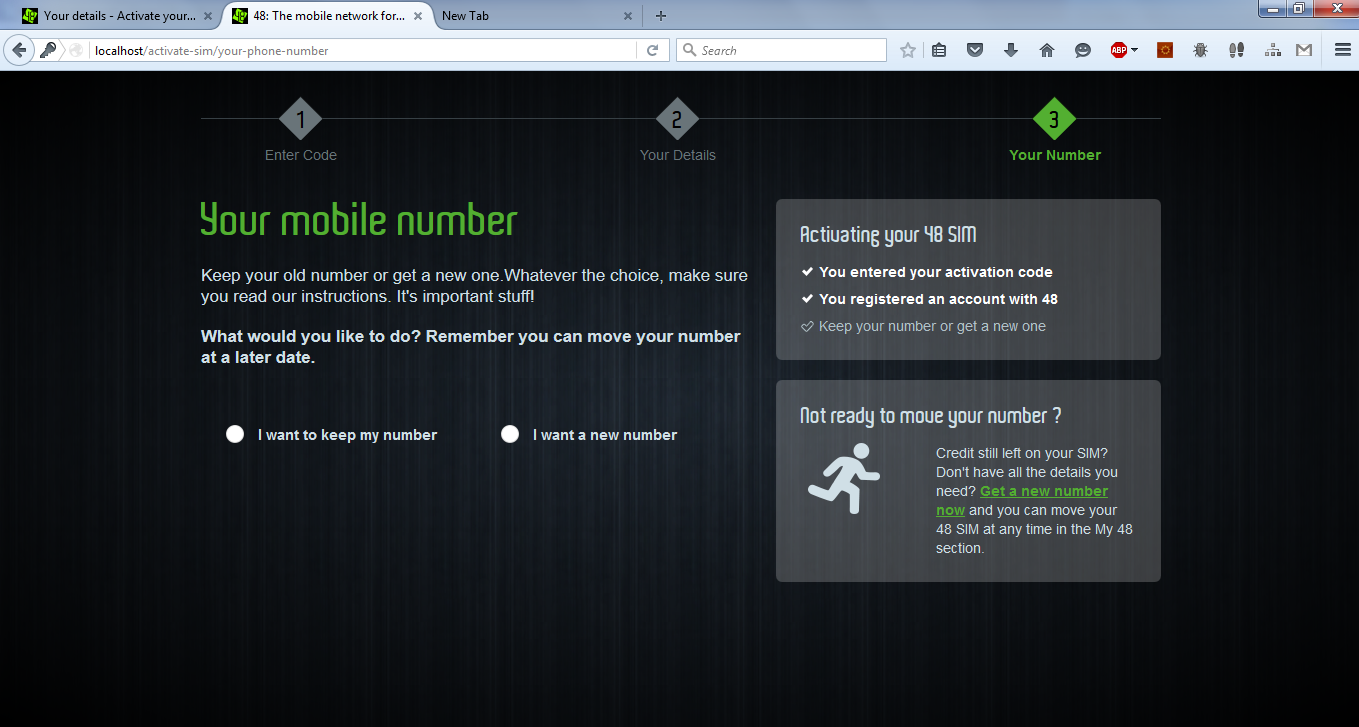 Your details - Activate your...
48: The mobile network for...
New Tab
localhost/activate-sim/your-phone-number
Search
ABP
1
2
3
Enter Code
Your Details
Your Number
Your mobile number
Keep your old number or get a new one.Whatever the choice, make sure
you read our instructions. It's important stuff!
What would you like to do? Remember you can move your number
at a later date.
I want to keep my number
I want a new number
Activating your 48 SIM
You entered your activation code
You registered an account with 48
Keep your number or get a new one
Not ready to move your number ?
Credit still left on your SIM?
Don't have all the details you
need? Get a new number
now and you can move your
48 SIM at any time in the My 48
section.